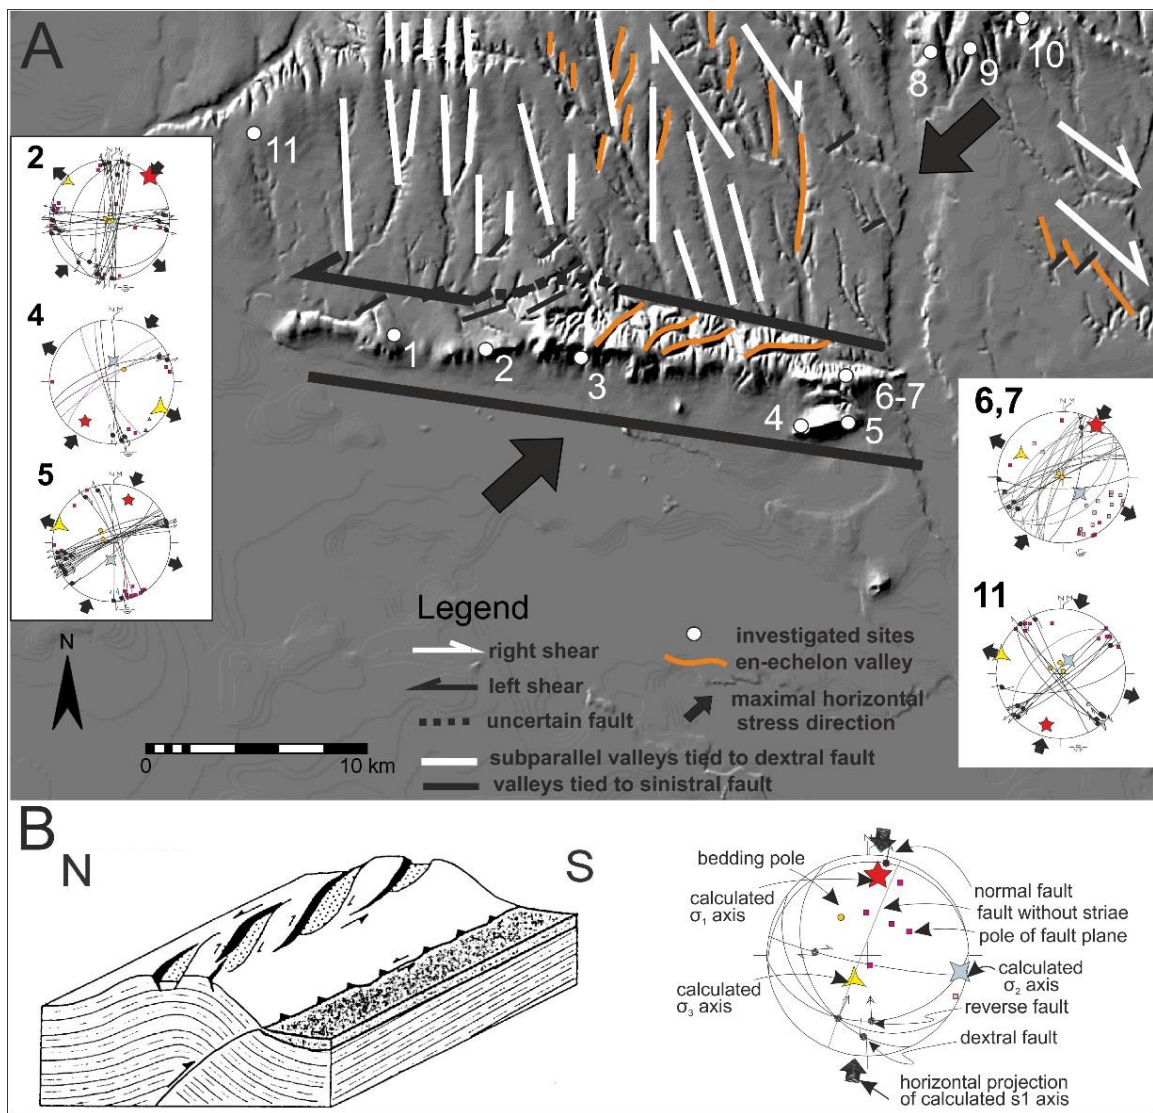 A
8
9
10
11
2
4
5
1
2
3
6-7
4
5
6,7
11
N
0
10 km
Legend
right shear
left shear
uncertain fault
subparallel valleys tied to dextral fault
valleys tied to sinistral fault
investigated sites
en-echelon valley
maximal horizontal
stress direction
B
N
S
bedding pole
calculated
σ1 axis
calculated
σ3 axis
normal fault
fault without striae
pole of fault plane
calculated
σ2 axis
reverse fault
dextral fault
horizontal projection
of calculated s1 axis